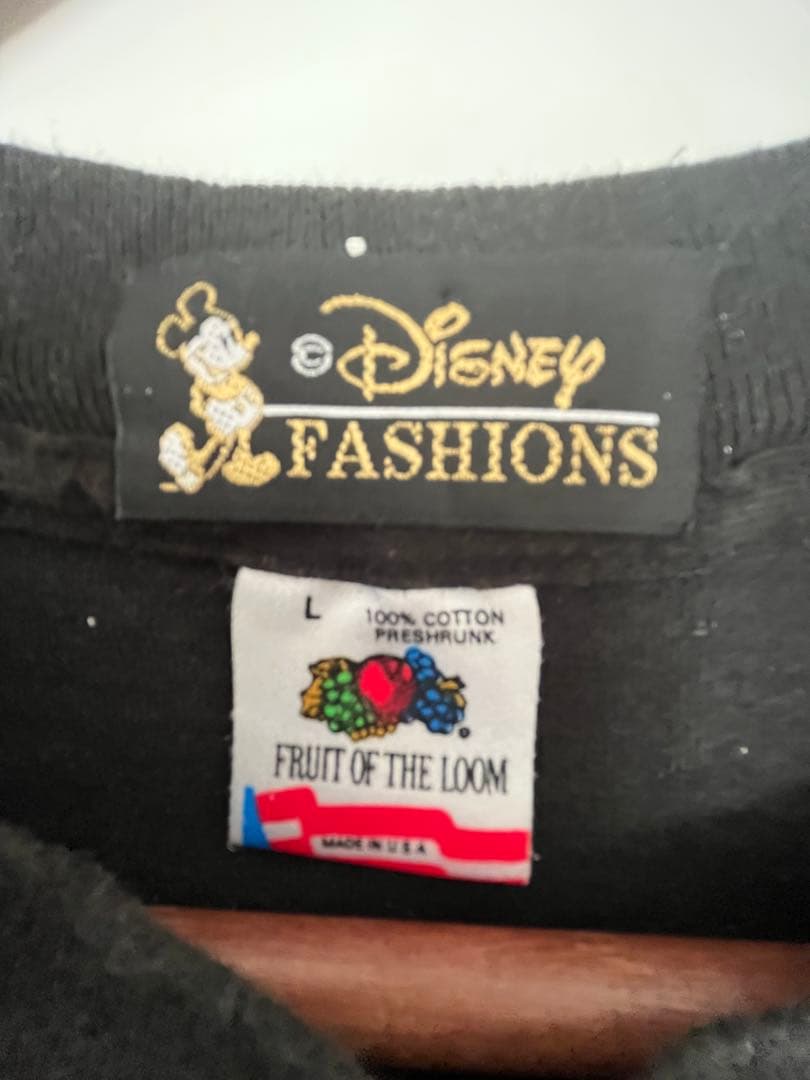 © Disney
FASHIONS
L
100% COTTON
PRESHRUNK
FRUIT OF THE LOOM
MADE IN U S A